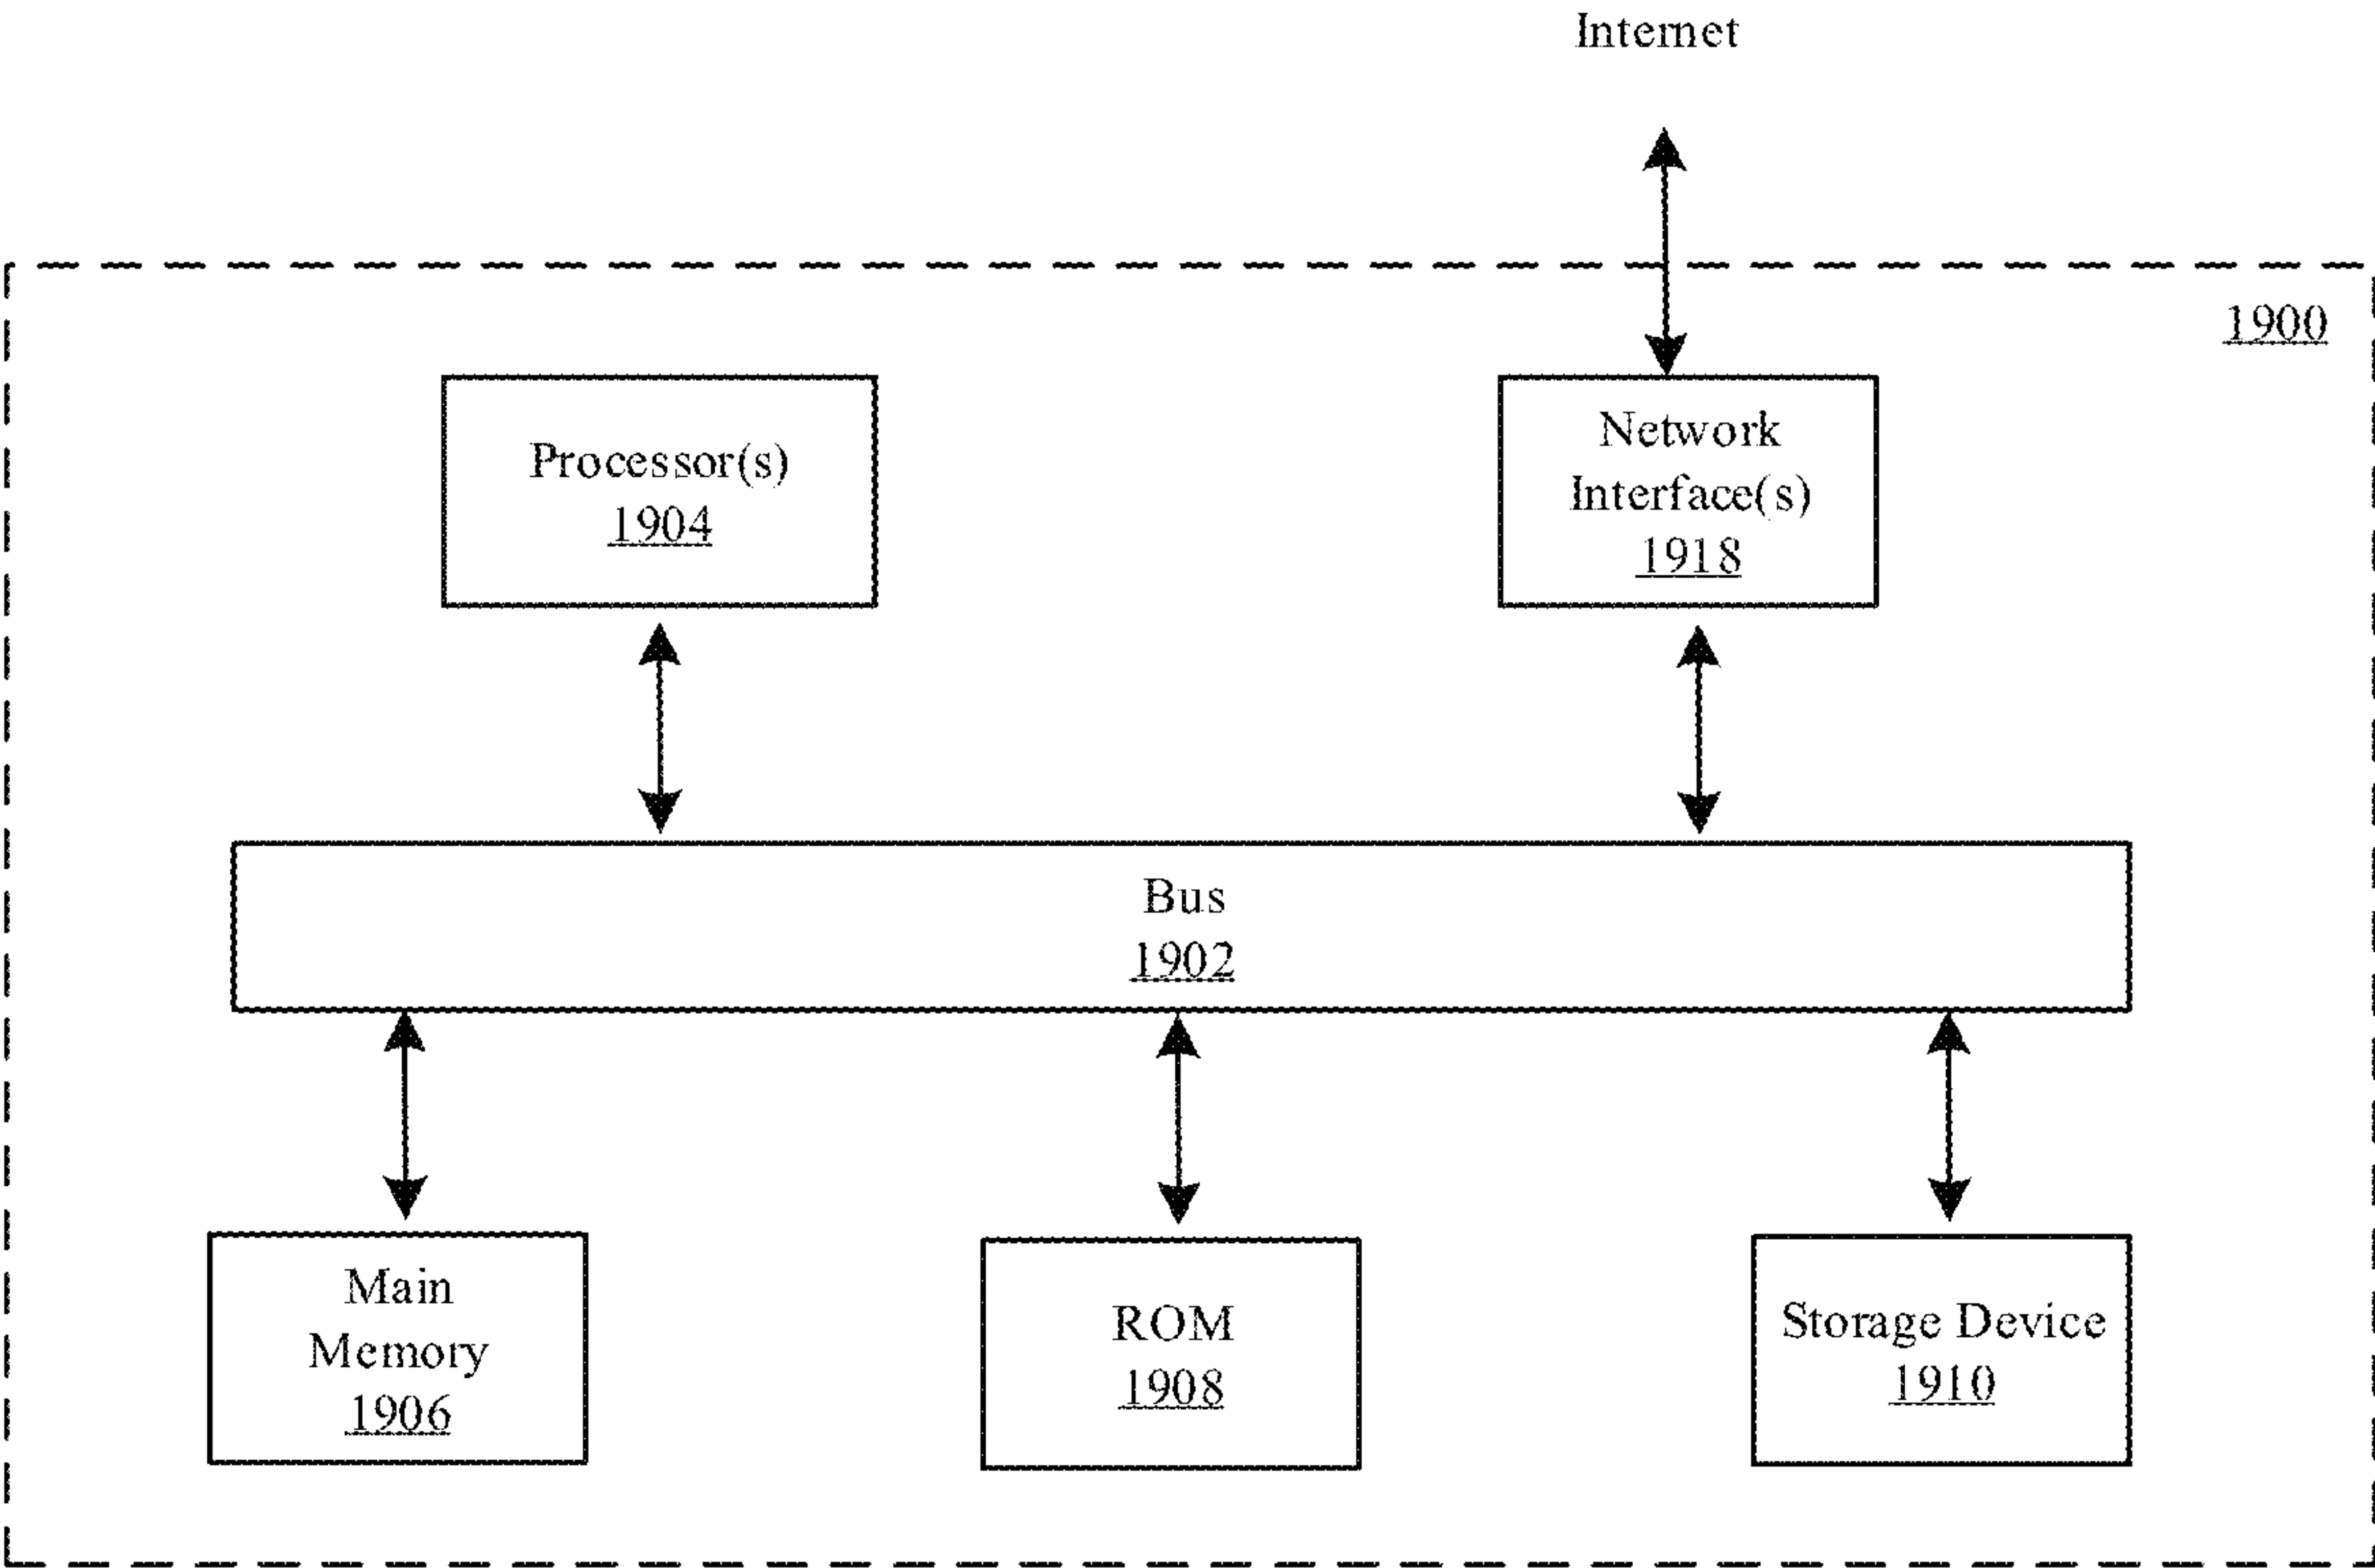 Internet
1900
Processor(s)
1904
Network
Interface(s)
1918
Bus
1902
Main
Memory
1906
ROM
1908
Storage Device
1910